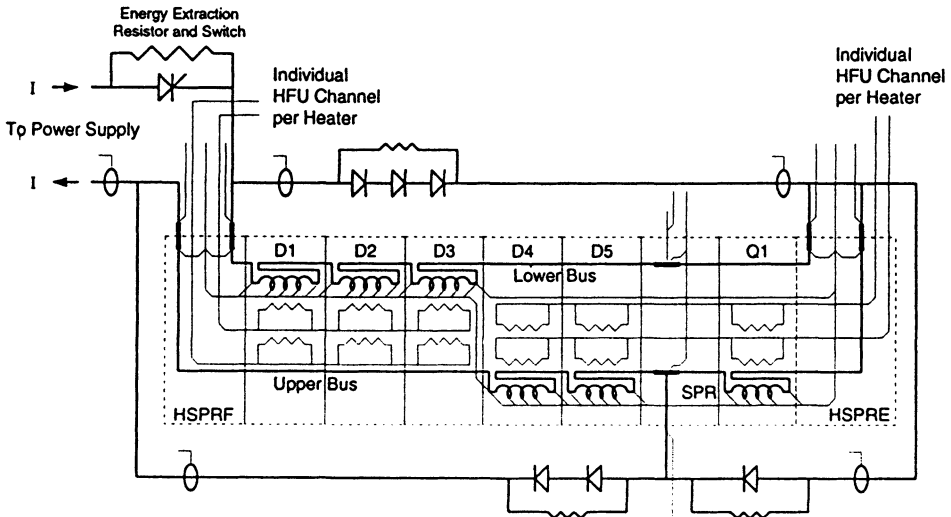 Energy Extraction
Resistor and Switch
Individual
HFU Channel
per Heater
Individual
HFU Channel
per Heater
I
To Power Supply
I
D1
D2
D3
D4
D5
Q1
Lower Bus
Upper Bus
SPR
HSPRF
HSPRE